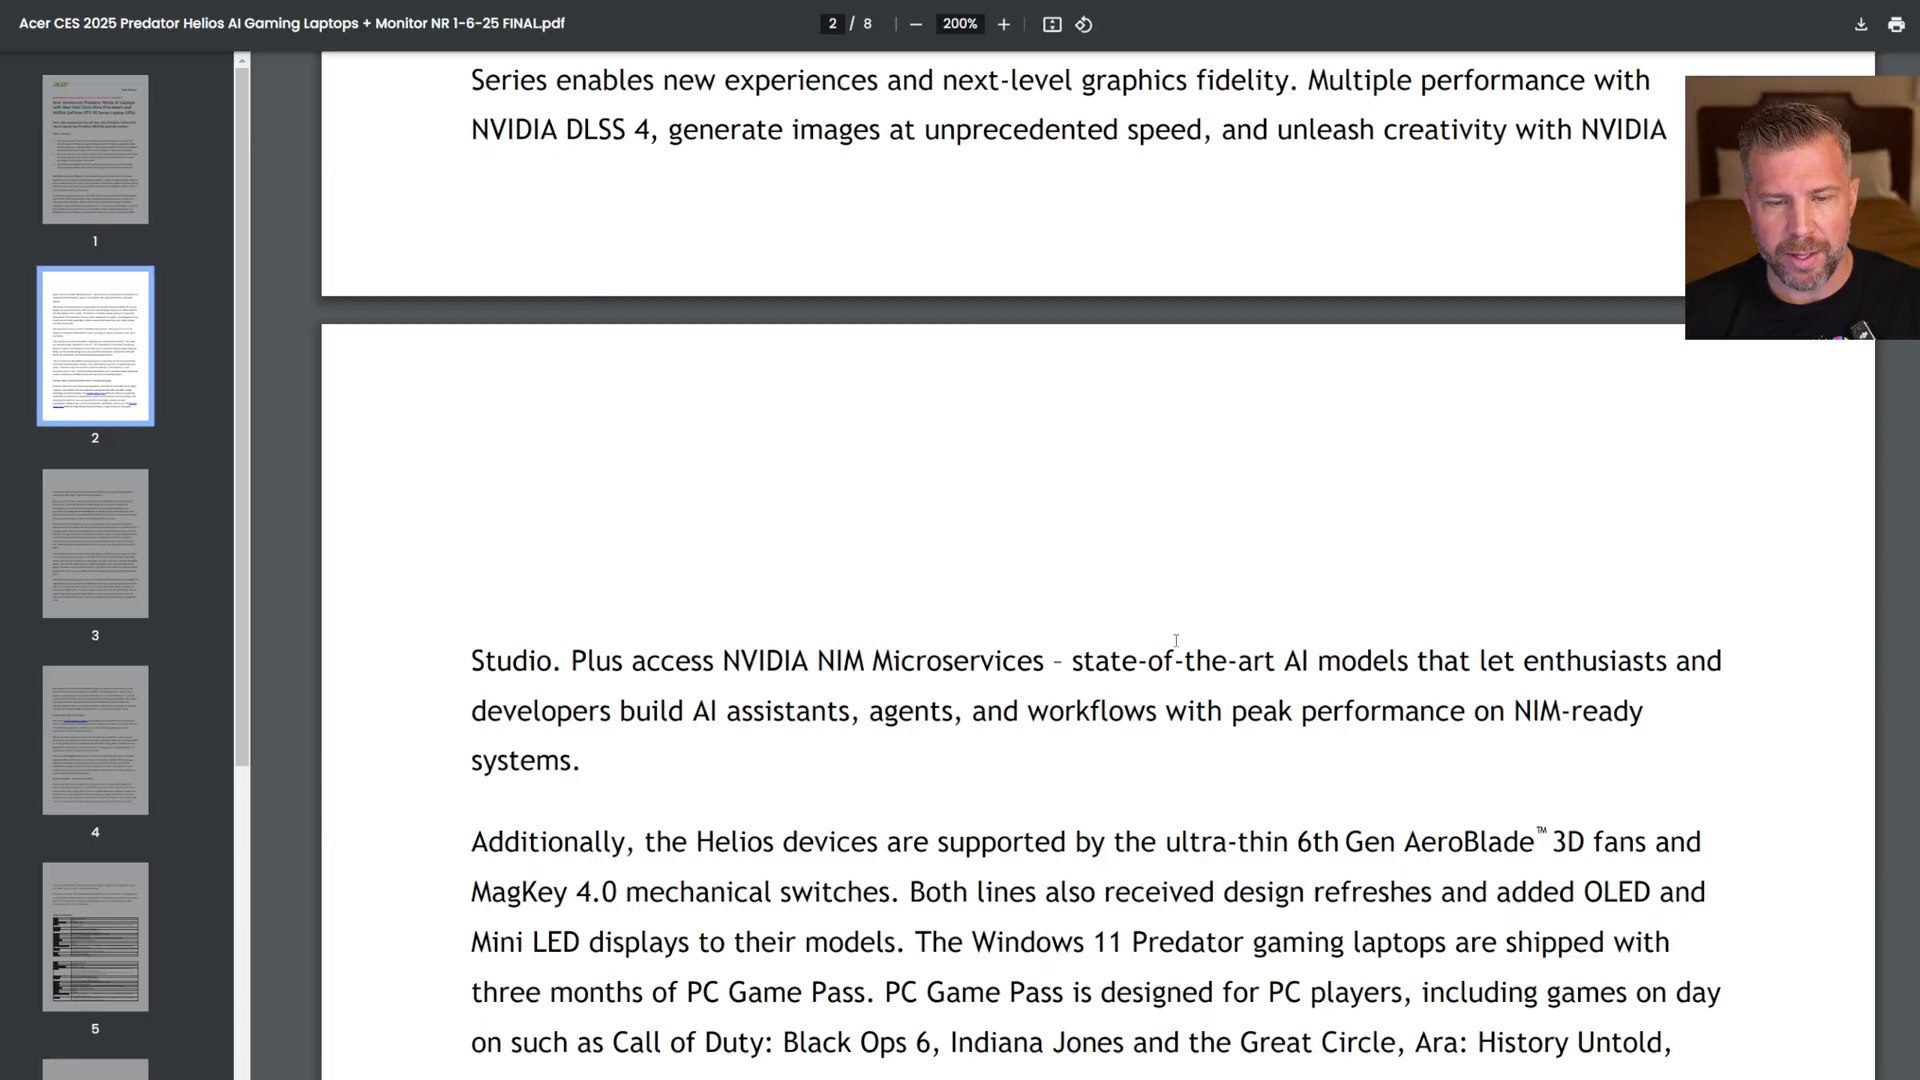 Acer CES 2025 Predator Helios AI Gaming Laptops + Monitor NR 1-6-25 FINAL.pdf
2 / 8
200%
1
2
3
4
5
Series enables new experiences and next-level graphics fidelity. Multiple performance with
NVIDIA DLSS 4, generate images at unprecedented speed, and unleash creativity with NVIDIA
Studio. Plus access NVIDIA NIM Microservices – state-of-the-art AI models that let enthusiasts and
developers build AI assistants, agents, and workflows with peak performance on NIM-ready
systems.
Additionally, the Helios devices are supported by the ultra-thin 6th Gen AeroBlade™ 3D fans and
MagKey 4.0 mechanical switches. Both lines also received design refreshes and added OLED and
Mini LED displays to their models. The Windows 11 Predator gaming laptops are shipped with
three months of PC Game Pass. PC Game Pass is designed for PC players, including games on day
on such as Call of Duty: Black Ops 6, Indiana Jones and the Great Circle, Ara: History Untold,